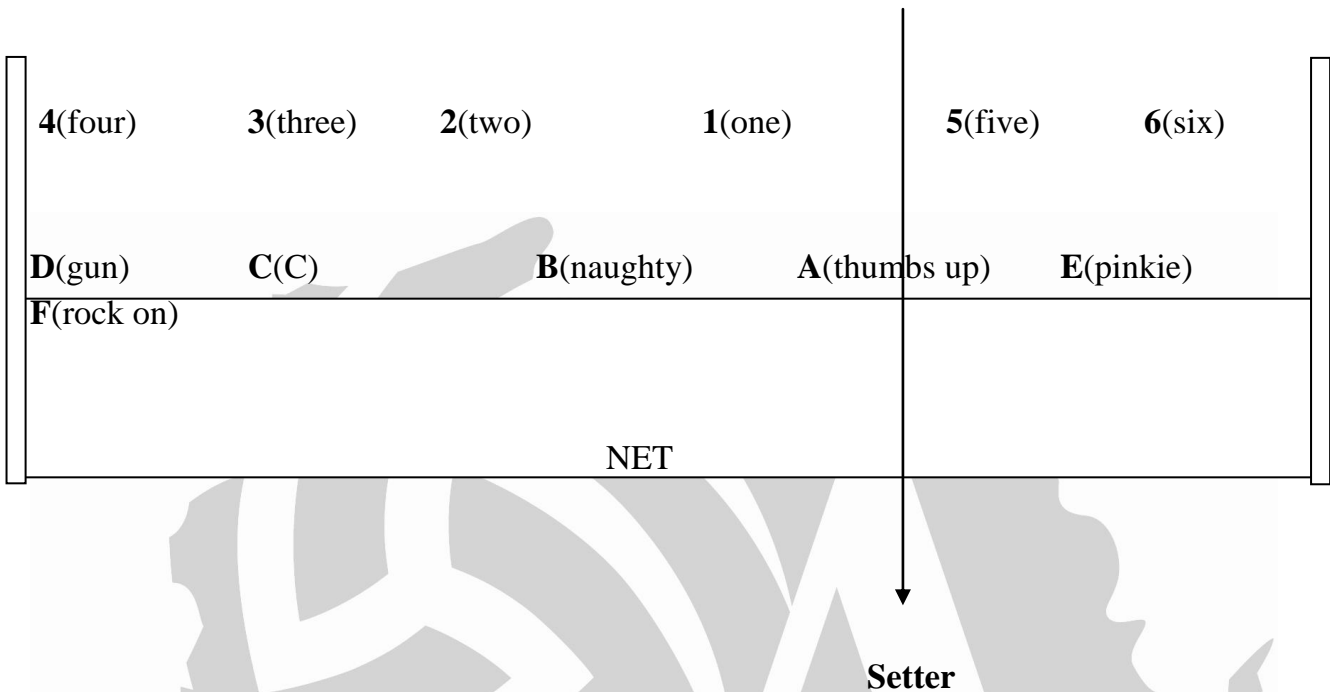 4(four) 3(three) 2(two) 1(one) 5(five) 6(six)
D(gun) C(C) B(naughty) A(thumbs up) E(pinkie)
F(rock on)
NET
Setter